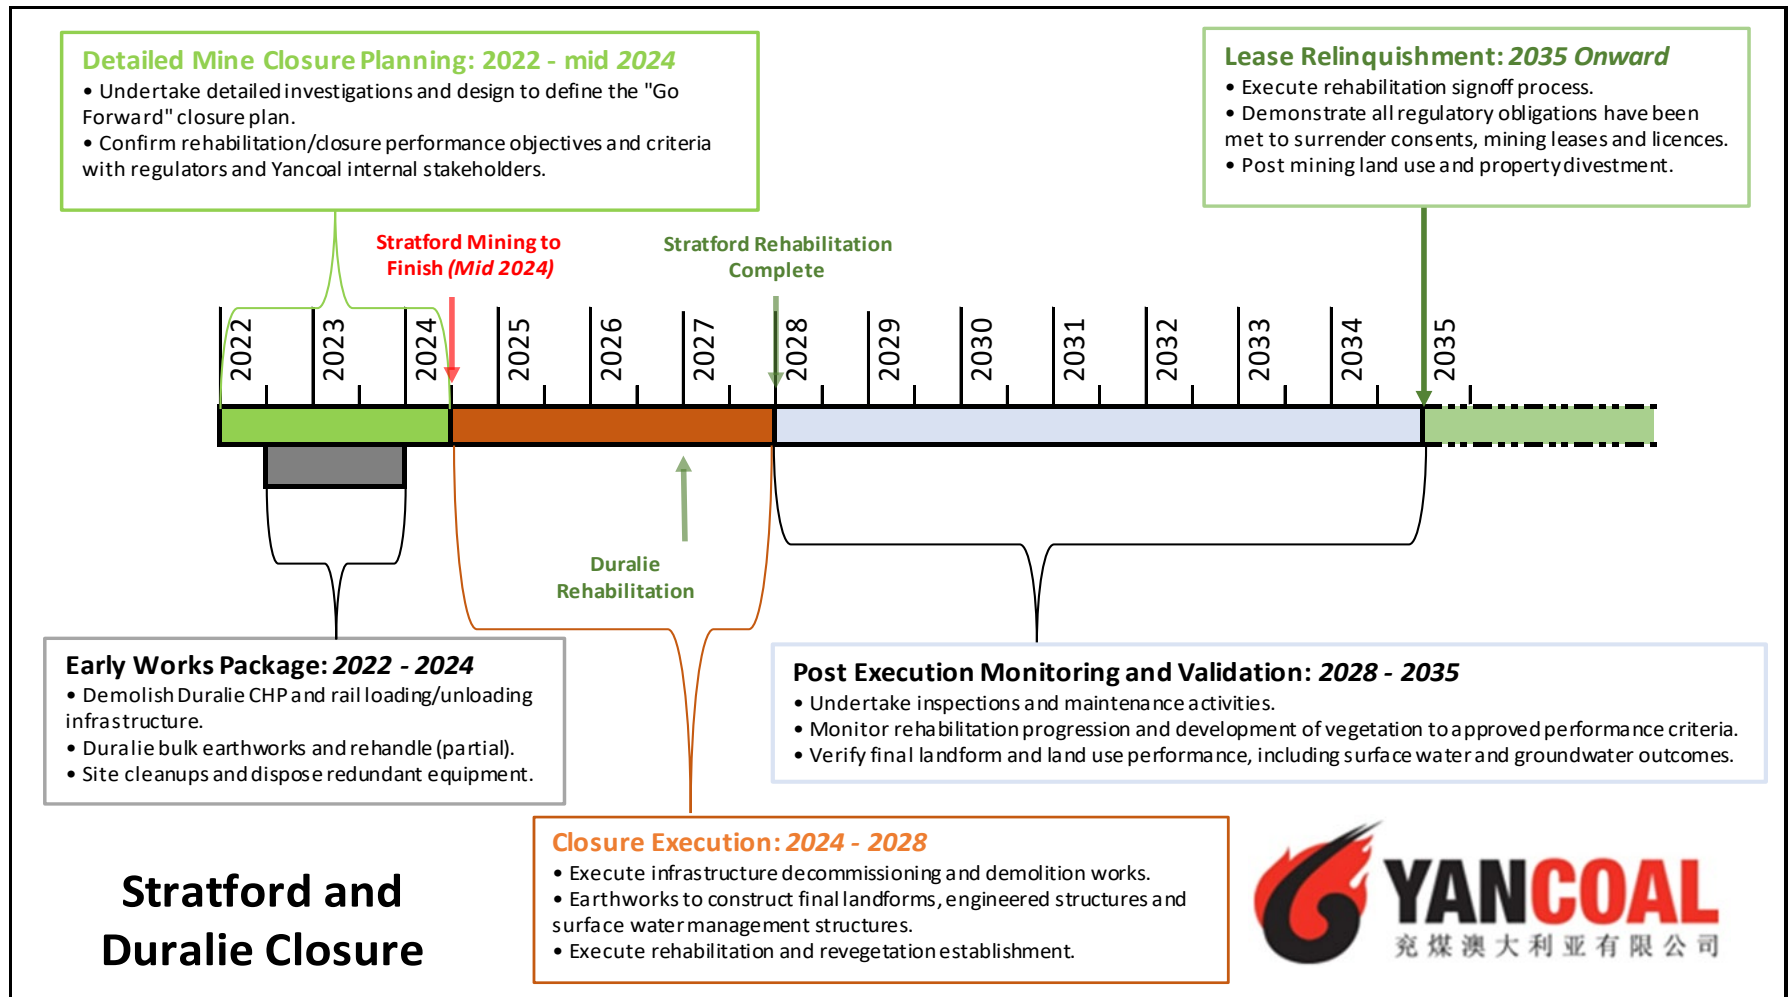 Detailed Mine Closure Planning: 2022 - mid 2024
• Undertake detailed investigations and design to define the "Go
Forward" closure plan.
• Confirm rehabilitation/closure performance objectives and criteria
with regulators and Yancoal internal stakeholders.
Lease Relinquishment: 2035 Onward
• Execute rehabilitation signoff process.
• Demonstrate all regulatory obligations have been
met to surrender consents, mining leases and licences.
• Post mining land use and property divestment.
Stratford Mining to
Finish (Mid 2024)
Stratford Rehabilitation
Complete
2022
2023
2024
2025
2026
2027
2028
2029
2030
2031
2032
2033
2034
2035
Duralie
Rehabilitation
Early Works Package: 2022 - 2024
• Demolish Duralie CHP and rail loading/unloading
infrastructure.
• Duralie bulk earthworks and rehandle (partial).
• Site cleanups and dispose redundant equipment.
Post Execution Monitoring and Validation: 2028 - 2035
• Undertake inspections and maintenance activities.
• Monitor rehabilitation progression and development of vegetation to approved performance criteria.
• Verify final landform and land use performance, including surface water and groundwater outcomes.
Closure Execution: 2024 - 2028
• Execute infrastructure decommissioning and demolition works.
• Earthworks to construct final landforms, engineered structures and
surface water management structures.
• Execute rehabilitation and revegetation establishment.
Stratford and
Duralie Closure
YANCOAL
兖煤澳大利亚有限公司